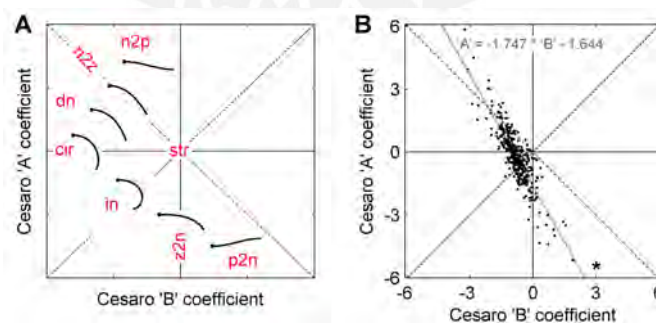 A
n2p
n2z
dn
cir
str
in
z2n
p2n
Cesaro 'A' coefficient
Cesaro 'B' coefficient
B
'A' = -1.747 * 'B' - 1.644
6
3
0
-3
-6
-6 -3 0 3 6
*
Cesaro 'A' coefficient
Cesaro 'B' coefficient